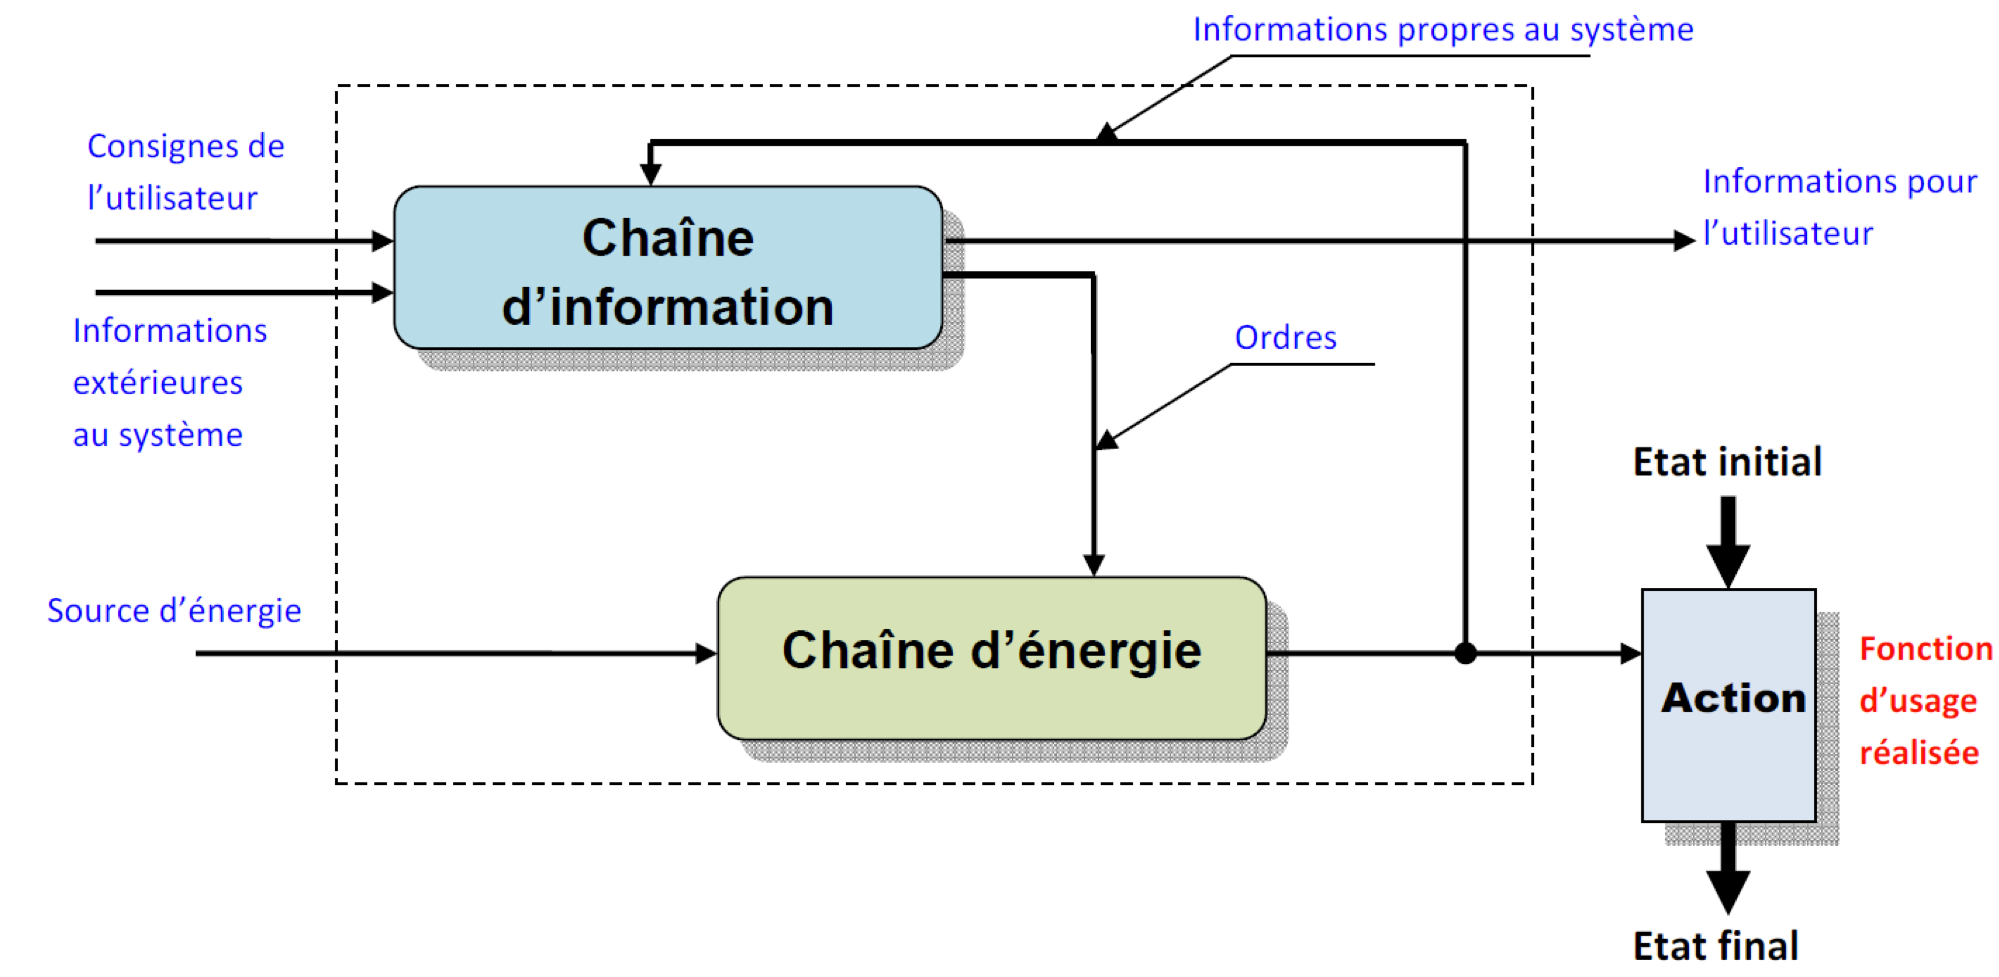 Informations propres au système
Consignes de
l’utilisateur
Informations pour
l’utilisateur
Chaîne
d’information
Informations
extérieures
au système
Ordres
Etat initial
Source d’énergie
Chaîne d’énergie
Action
Fonction
d’usage
réalisée
Etat final